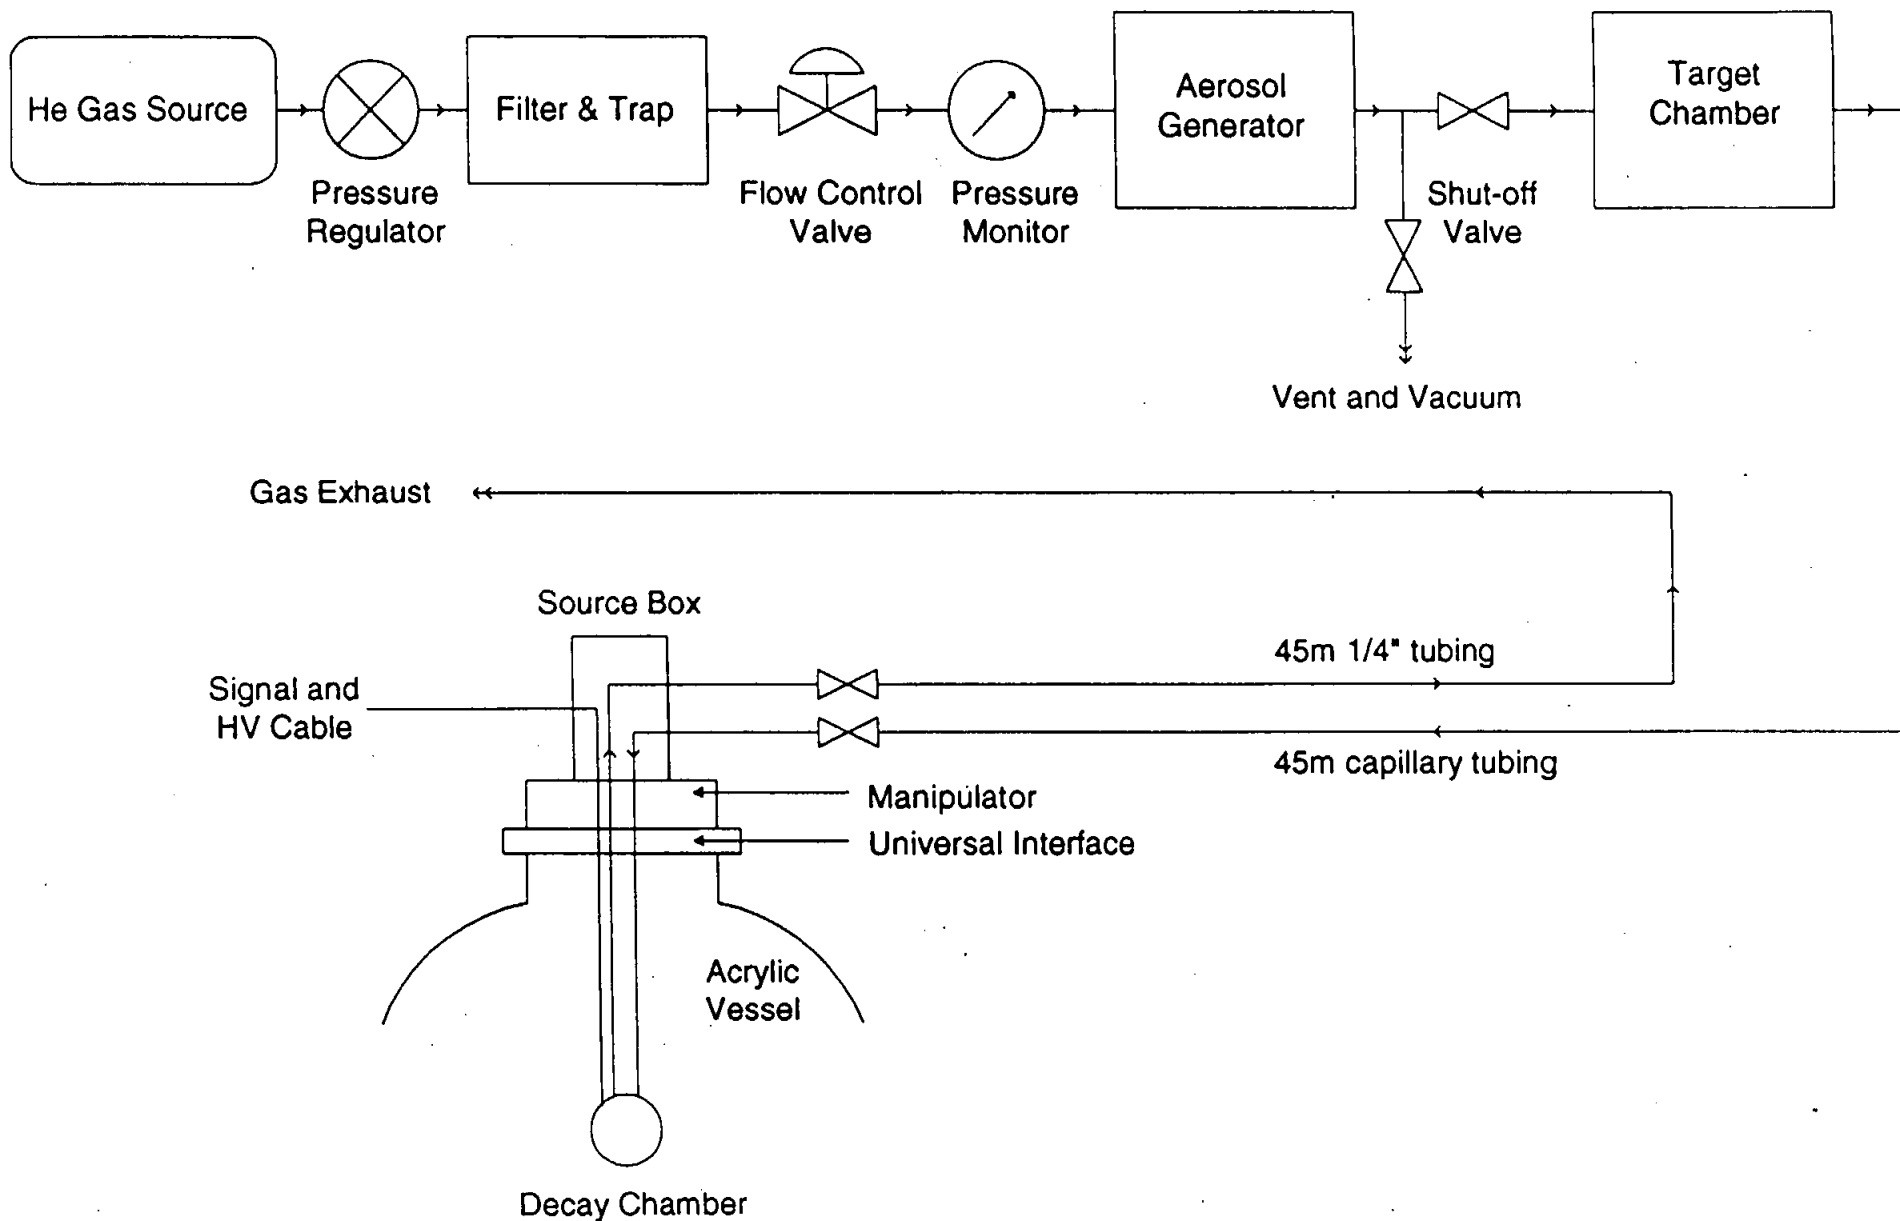 He Gas Source
Pressure
Regulator
Filter & Trap
Flow Control
Valve
Pressure
Monitor
Aerosol
Generator
Shut-off
Valve
Target
Chamber
Vent and Vacuum
Gas Exhaust
Source Box
45m 1/4" tubing
Signal and
HV Cable
45m capillary tubing
Manipulator
Universal Interface
Acrylic
Vessel
Decay Chamber